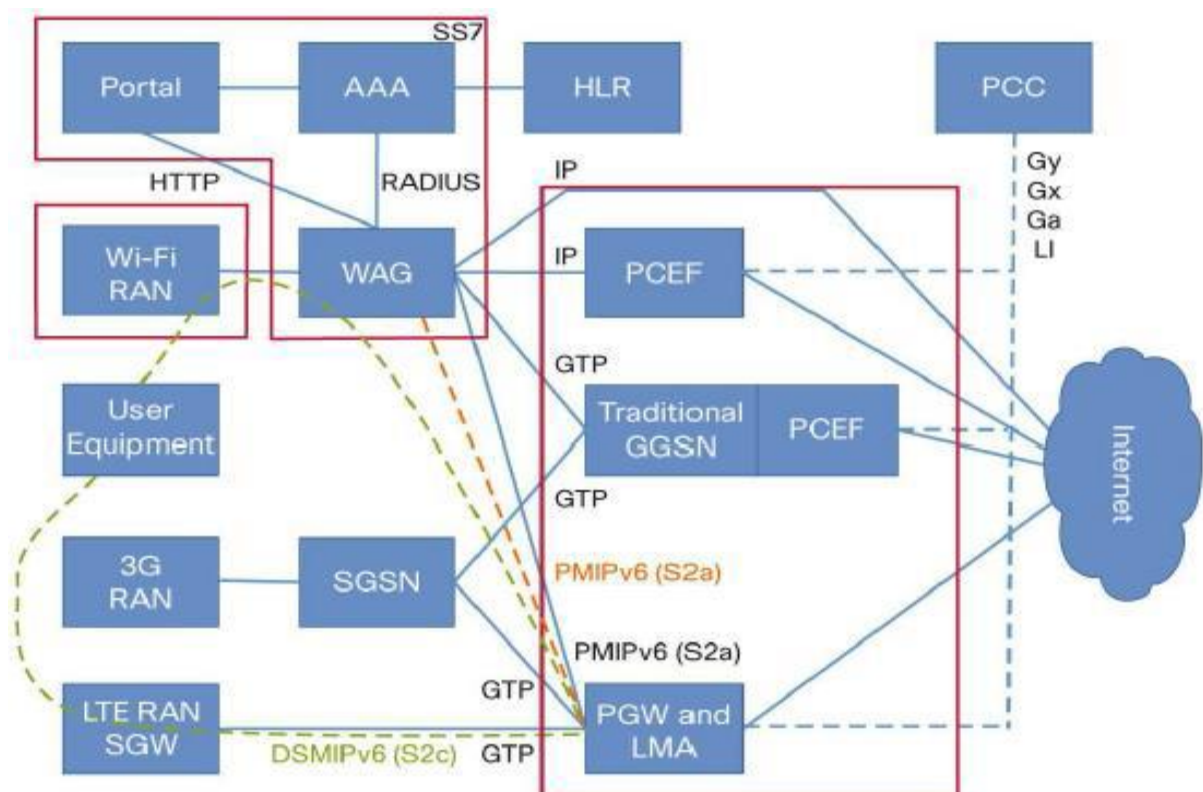 SS7
Portal
AAA
HLR
PCC
HTTP
RADIUS
IP
Gy
Gx
Ga
LI
Wi-Fi
RAN
WAG
IP
PCEF
GTP
User
Equipment
Traditional
GGSN
PCEF
Internet
GTP
3G
RAN
SGSN
PMIPv6 (S2a)
PMIPv6 (S2a)
GTP
LTE RAN
SGW
PGW and
LMA
DSMIPv6 (S2c)
GTP